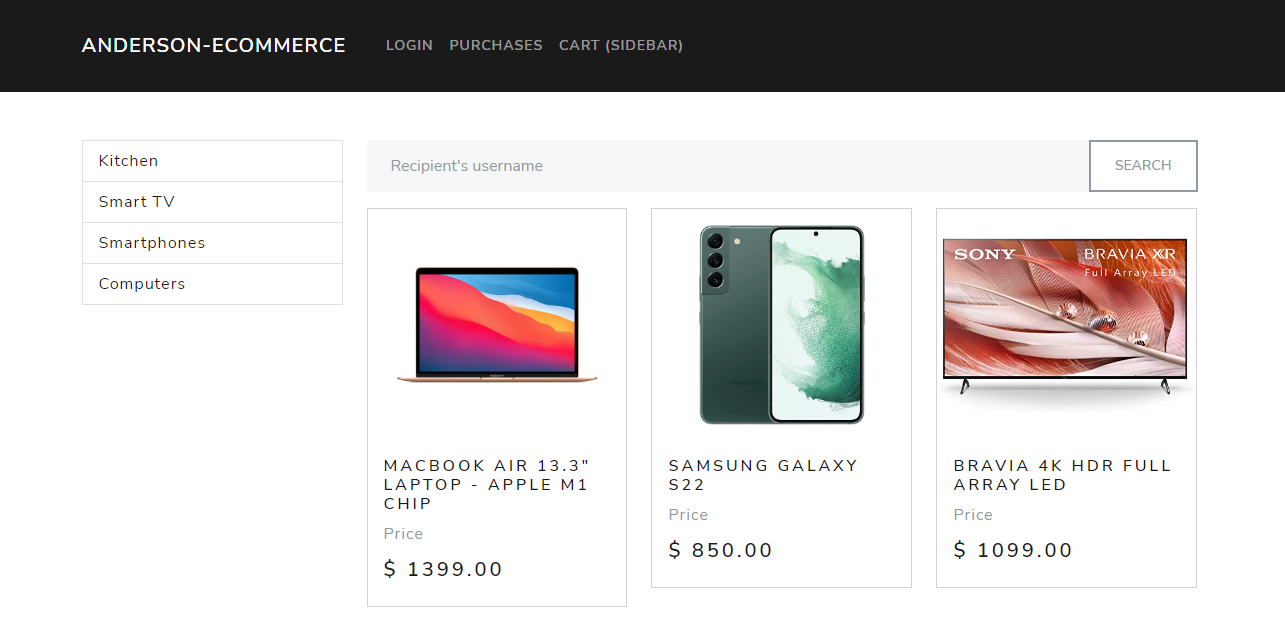 ANDERSON-ECOMMERCE
LOGIN
PURCHASES
CART (SIDEBAR)
Kitchen
Smart TV
Smartphones
Computers
Recipient's username
SEARCH
MACBOOK AIR 13.3"
LAPTOP - APPLE M1
CHIP
Price
$ 1399.00
SAMSUNG
SAMSUNG GALAXY
S22
Price
$ 850.00
SONY
BRAVIA XR
Full Array LED
BRAVIA 4K HDR FULL
ARRAY LED
Price
$ 1099.00